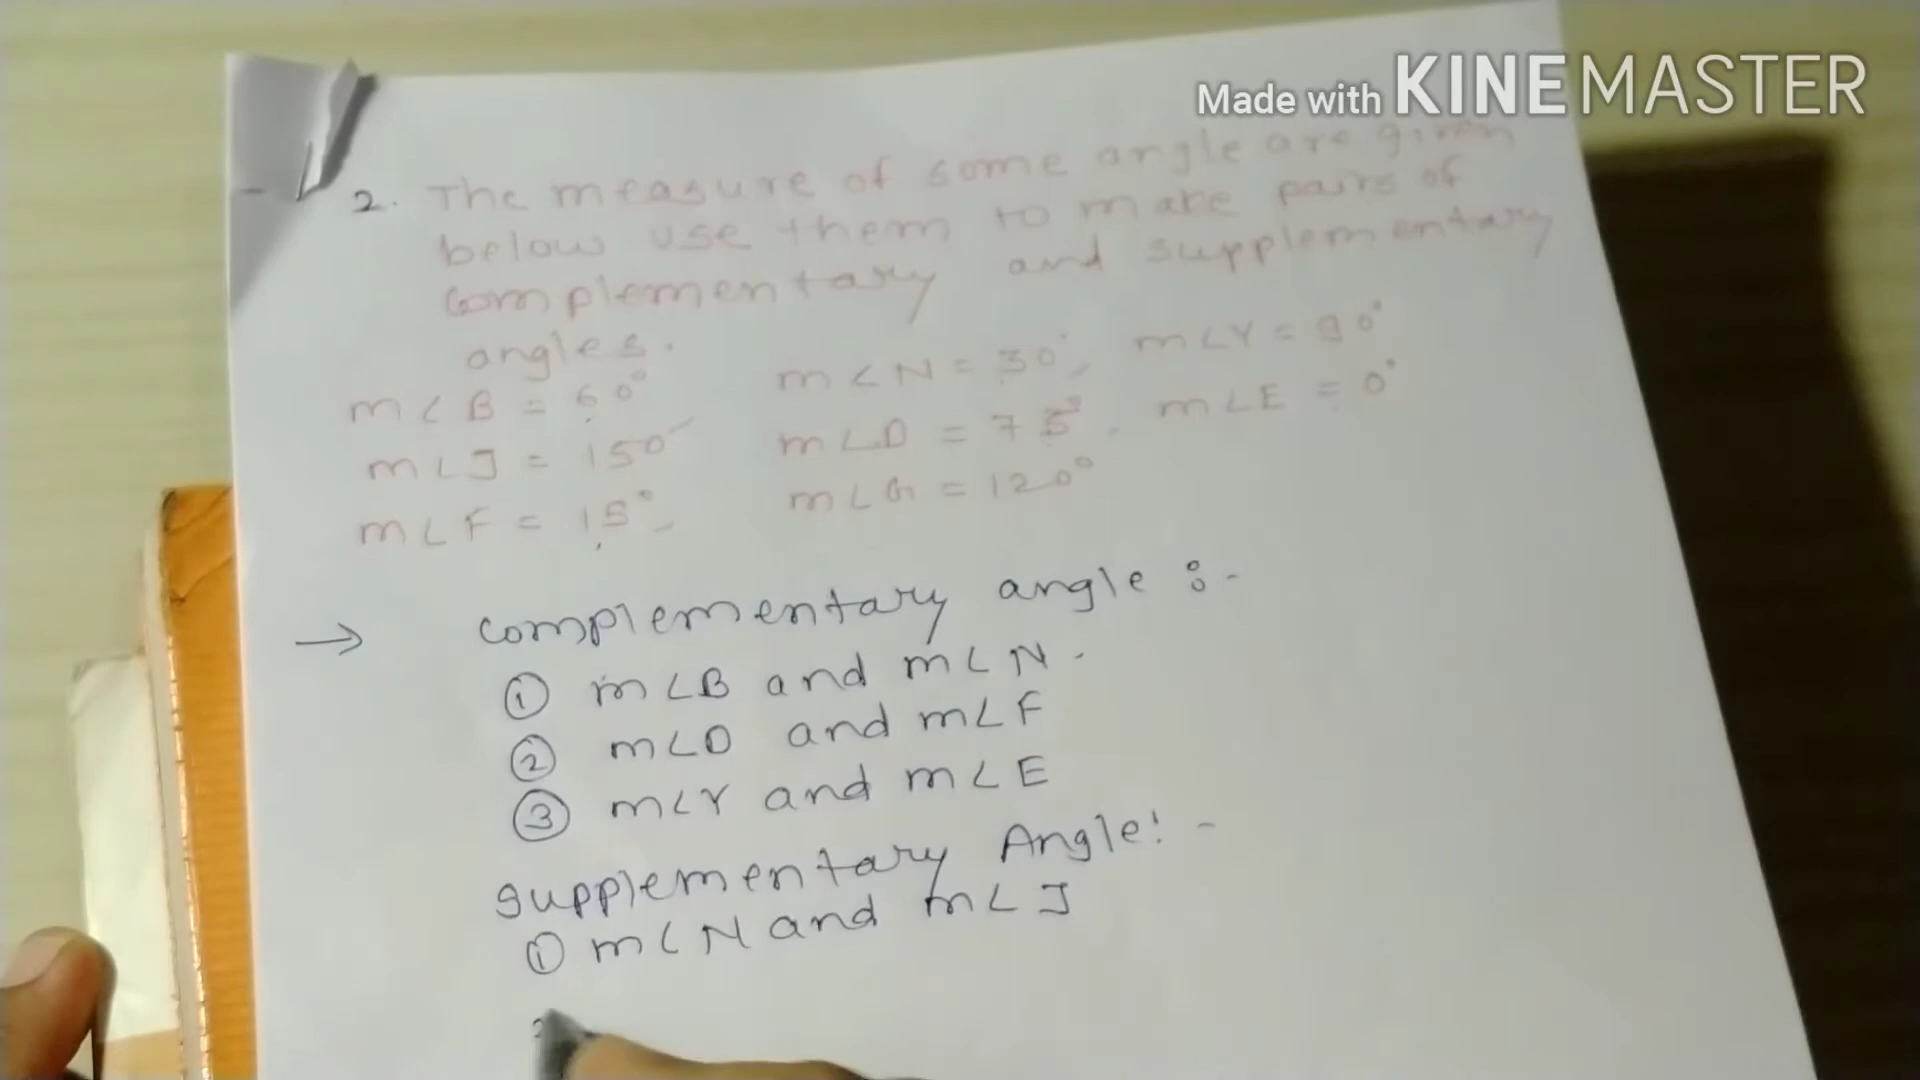 Made with KINEMASTER
2. The measure of some angle are given
below use them to make pairs of
complementary and supplementary
angles.
m∠B = 60° m∠N = 30°, m∠Y = 90°
m∠J = 150° m∠D = 75°, m∠E = 0°
m∠F = 15°, m∠G = 120°
→ complementary angle :-
① m∠B and m∠N.
② m∠D and m∠F
③ m∠Y and m∠E
supplementary Angle:-
① m∠N and m∠J